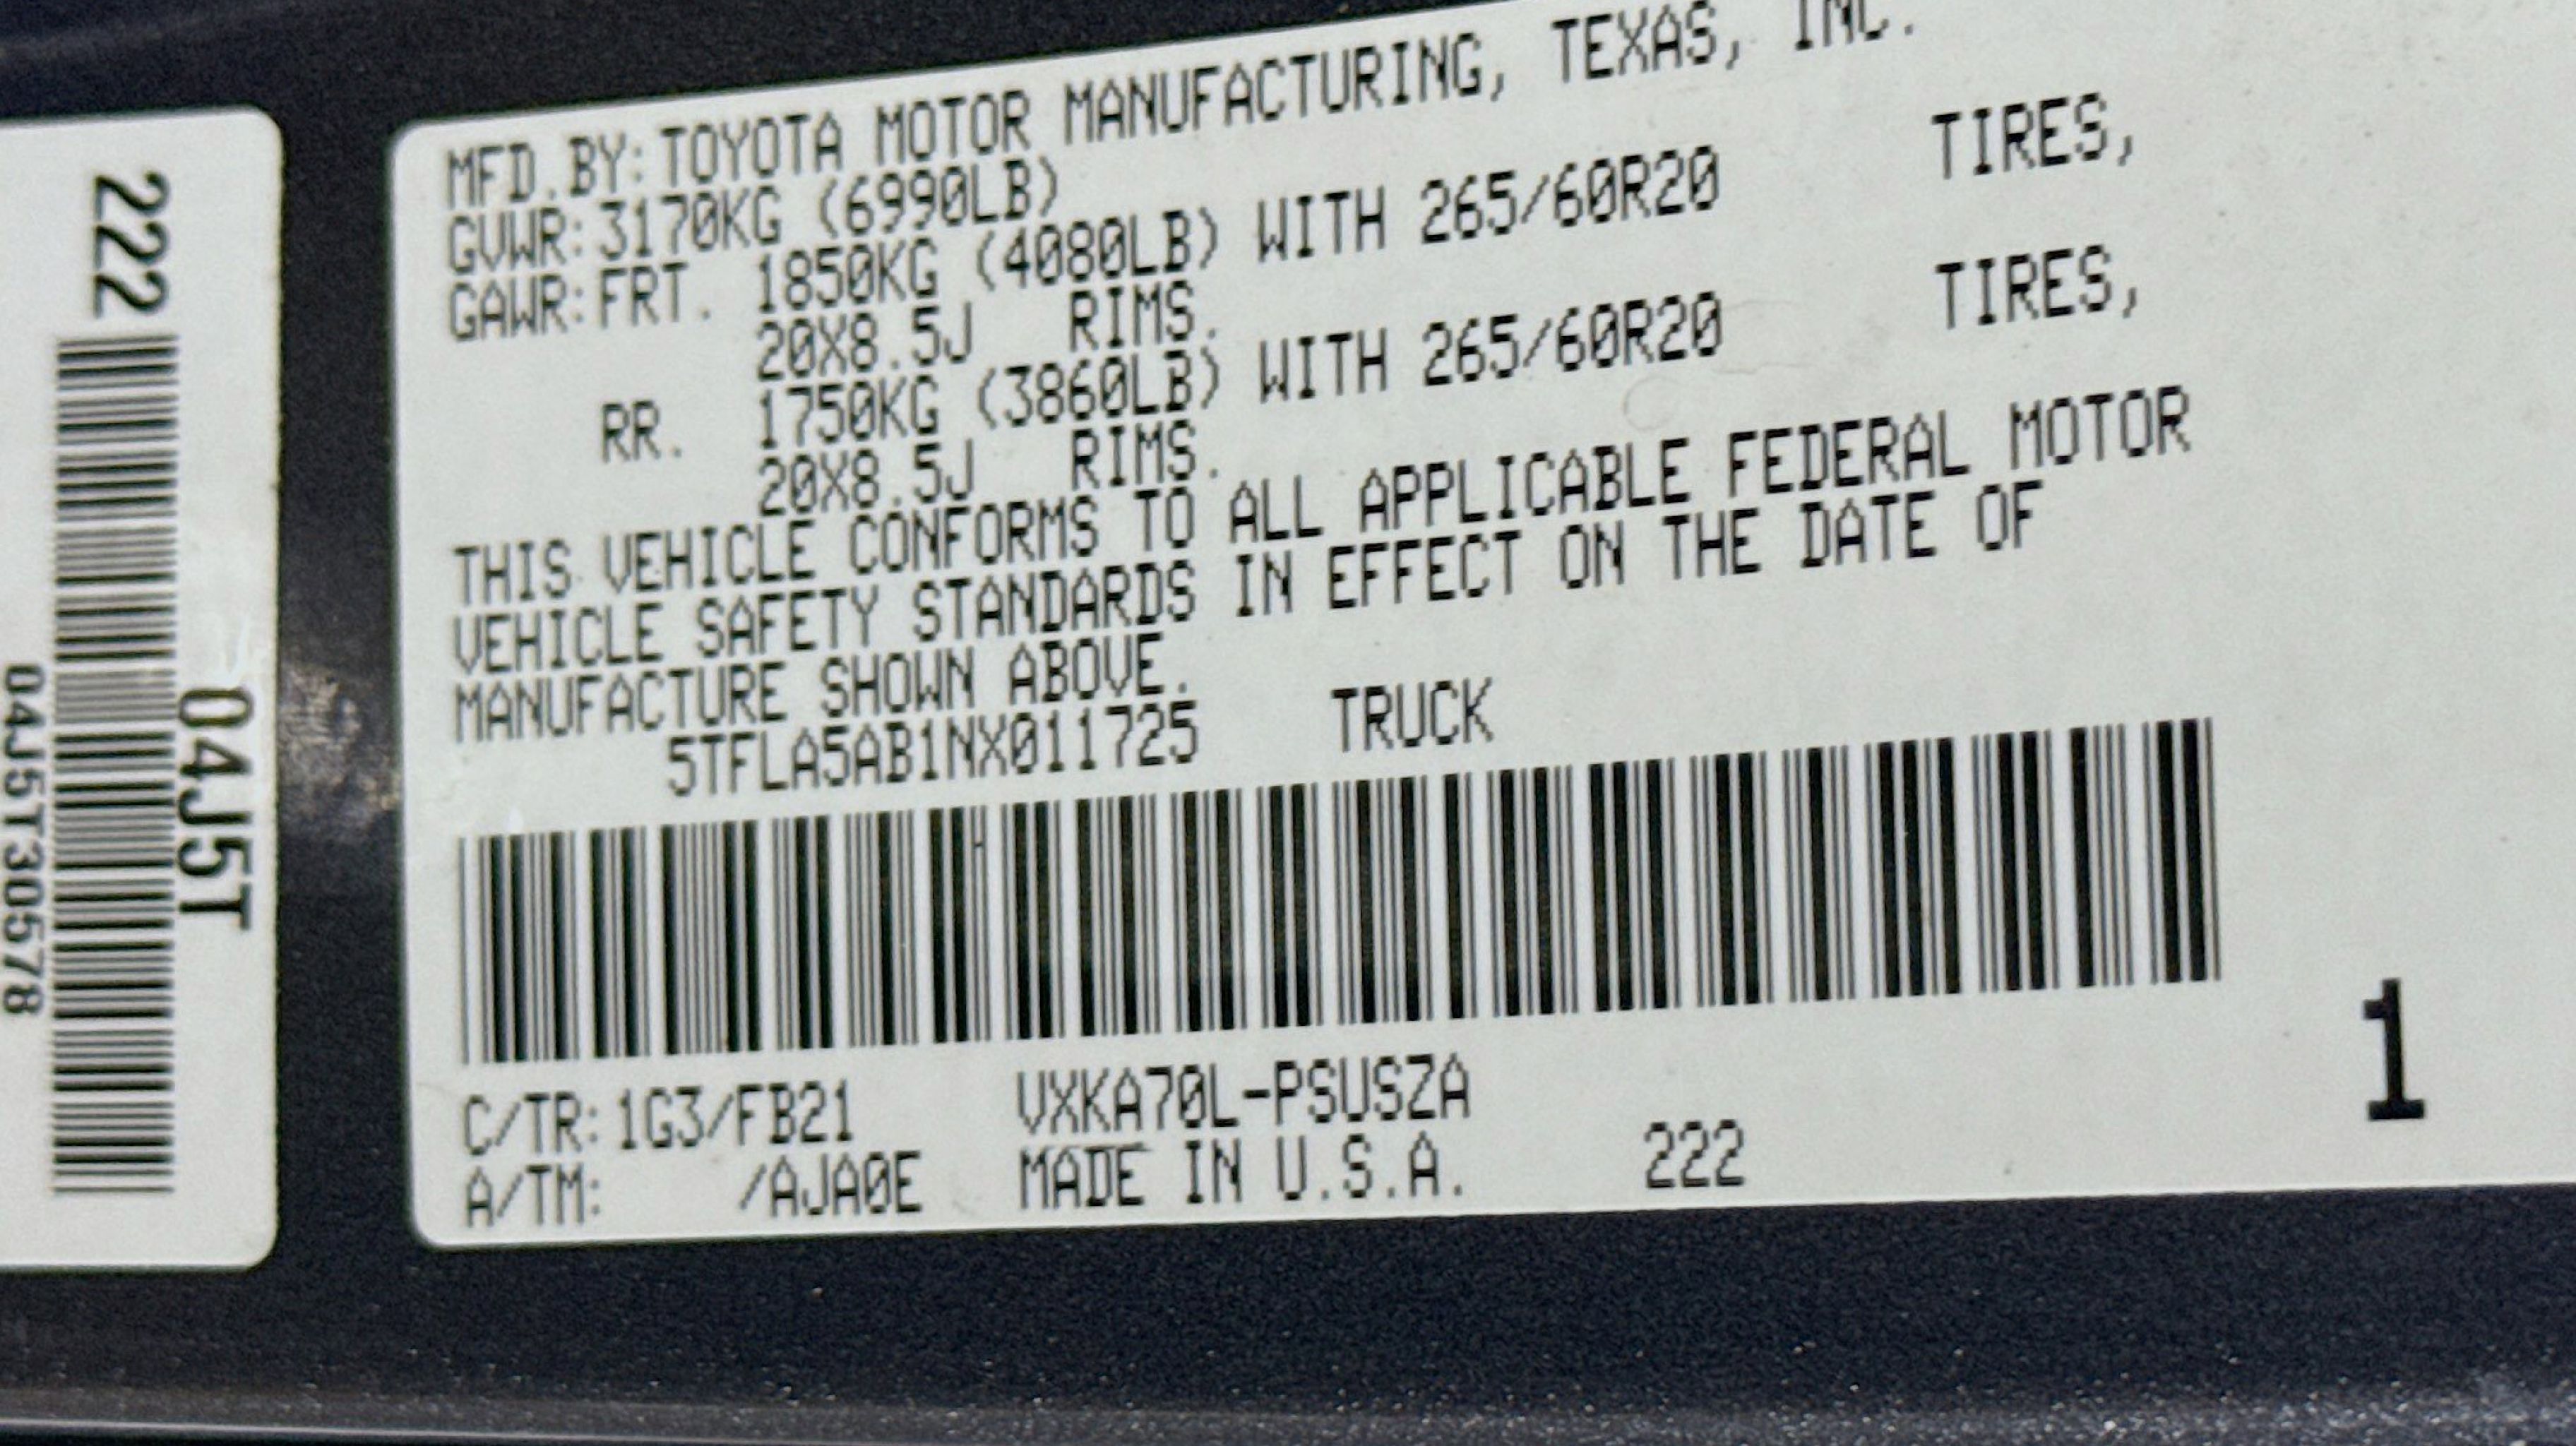 222
04J5T
04J5T30578
MFD.BY:TOYOTA MOTOR MANUFACTURING, TEXAS, INC.
GVWR:3170KG (6990LB)
GAWR:FRT. 1850KG (4080LB) WITH 265/60R20 TIRES,
20X8.5J RIMS.
RR. 1750KG (3860LB) WITH 265/60R20 TIRES,
20X8.5J RIMS.
THIS VEHICLE CONFORMS TO ALL APPLICABLE FEDERAL MOTOR
VEHICLE SAFETY STANDARDS IN EFFECT ON THE DATE OF
MANUFACTURE SHOWN ABOVE.
5TFLA5AB1NX011725 TRUCK
C/TR:1G3/FB21 VXKA70L-PSUSZA
A/TM: /AJA0E MADE IN U.S.A. 222
1